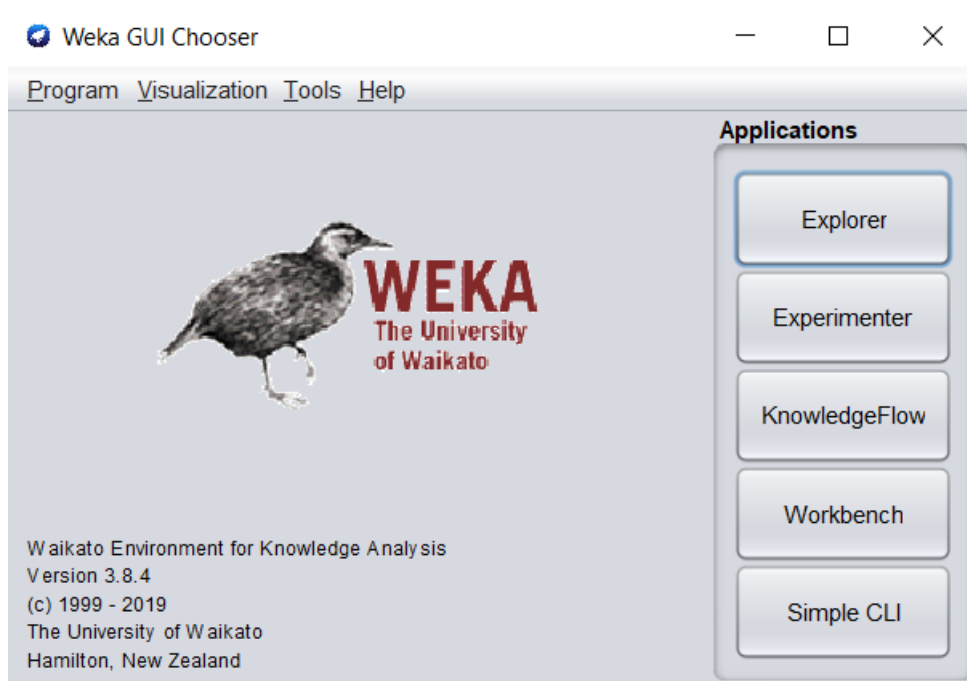 Weka GUI Chooser
Program Visualization Tools Help
Applications
Explorer
Experimenter
KnowledgeFlow
Workbench
Simple CLI
WEKA
The University
of Waikato
Waikato Environment for Knowledge Analysis
Version 3.8.4
(c) 1999 - 2019
The University of Waikato
Hamilton, New Zealand